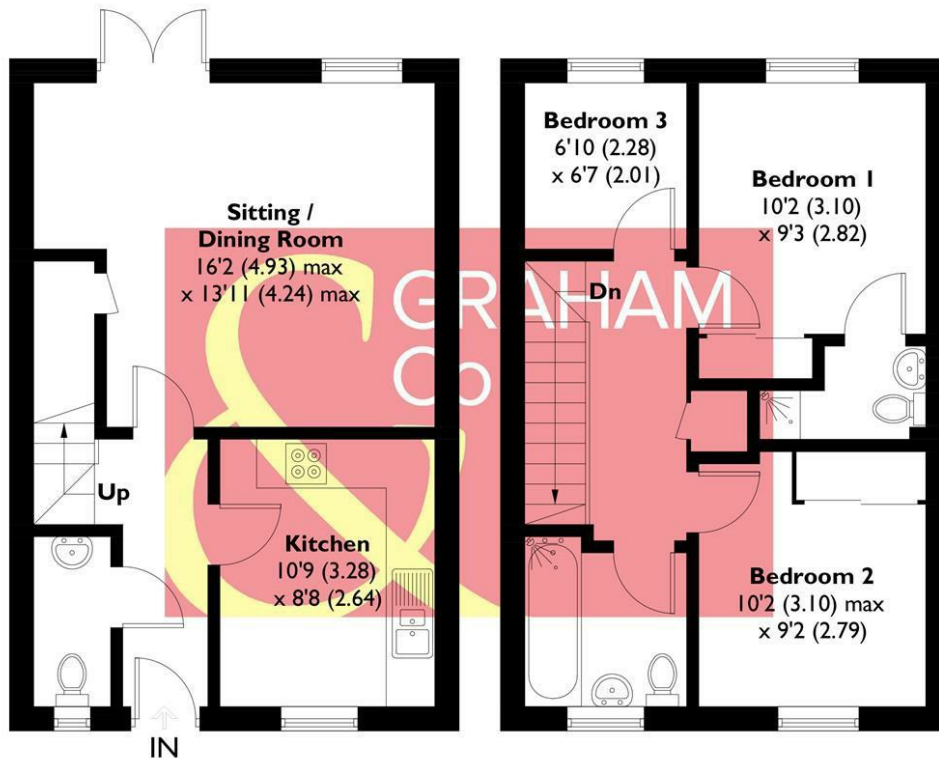 Sitting /
Dining Room
16'2 (4.93) max
x 13'11 (4.24) max
Up
Kitchen
10'9 (3.28)
x 8'8 (2.64)
IN
Bedroom 3
6'10 (2.28)
x 6'7 (2.01)
Bedroom 1
10'2 (3.10)
x 9'3 (2.82)
Dn
Bedroom 2
10'2 (3.10) max
x 9'2 (2.79)
& GRAHAM
Co